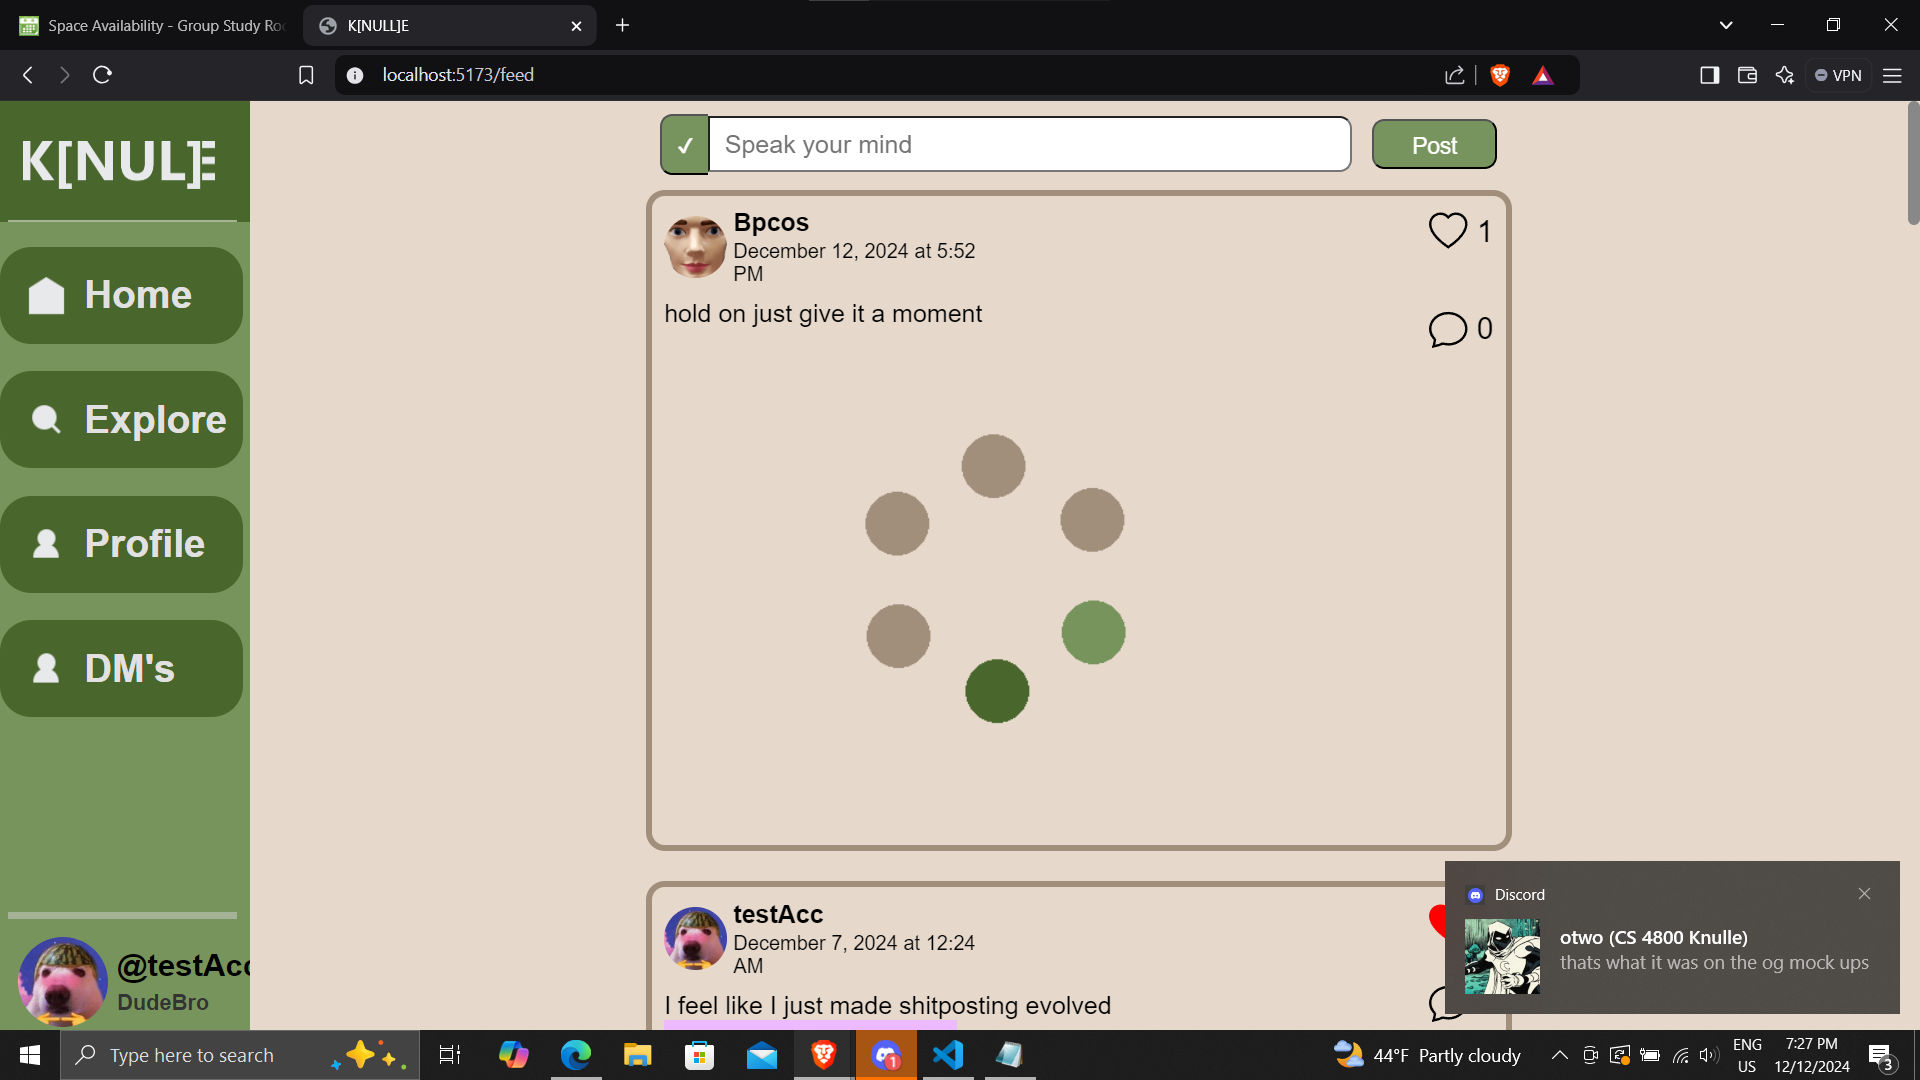 Space Availability - Group Study Ro
K[NULL]E
localhost:5173/feed
VPN
K[NUL]E
Home
Explore
Profile
DM's
@testAcc
DudeBro
✓
Speak your mind
Post
Bpcos
December 12, 2024 at 5:52
PM
1
hold on just give it a moment
0
testAcc
December 7, 2024 at 12:24
AM
I feel like I just made shitposting evolved
Discord
otwo (CS 4800 Knulle)
thats what it was on the og mock ups
Type here to search
1
44°F Partly cloudy
ENG
US
7:27 PM
12/12/2024
3